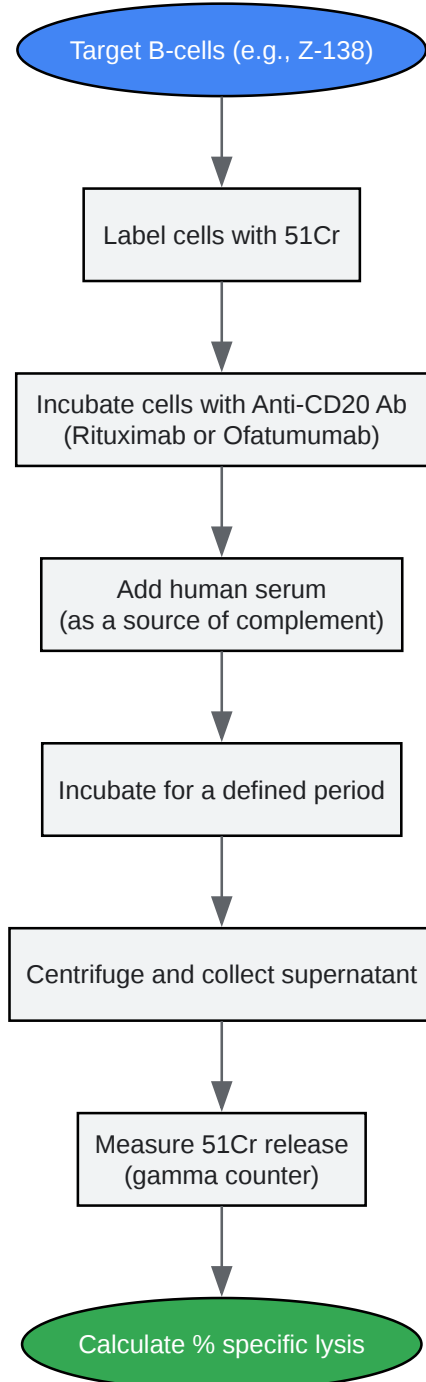 Target B-cells (e.g., Z-138)
Label cells with 51Cr
Incubate cells with Anti-CD20 Ab
(Rituximab or Ofatumumab)
Add human serum
(as a source of complement)
Incubate for a defined period
Centrifuge and collect supernatant
Measure 51Cr release
(gamma counter)
Calculate % specific lysis